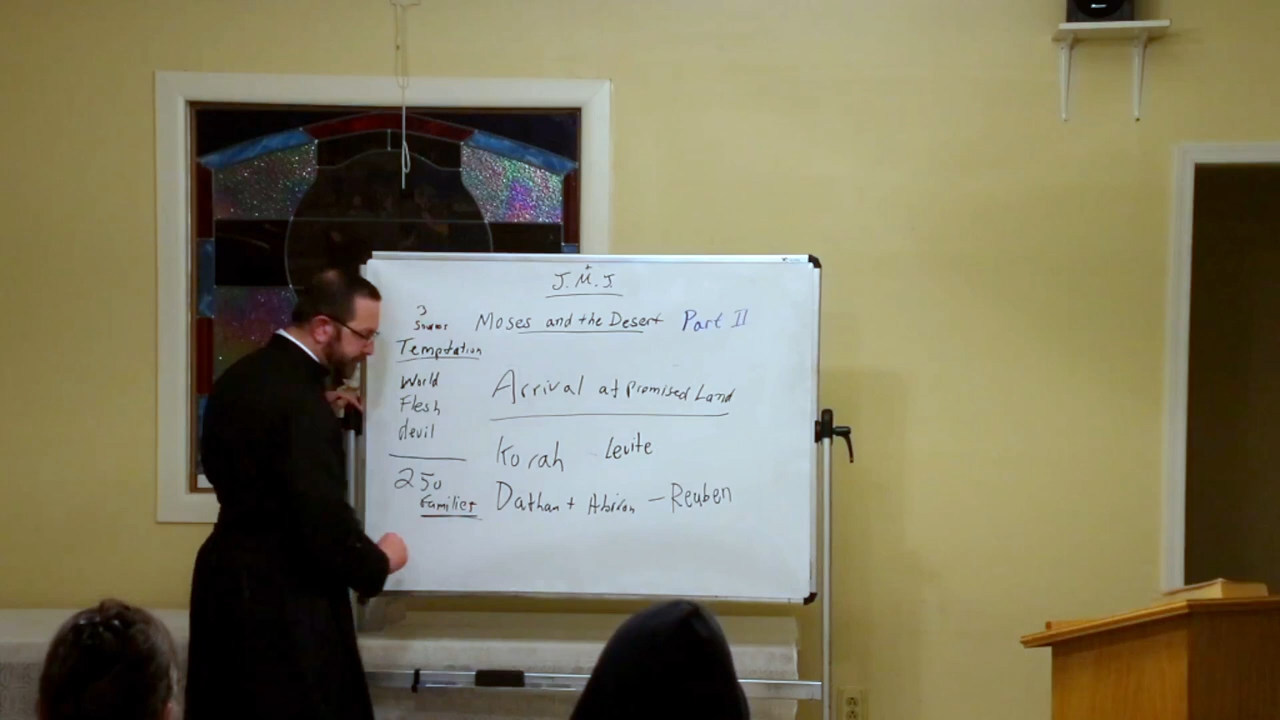 J.M.J.
Moses and the Desert Part II
3
Sources
Temptation
World
Flesh
devil
250
families
Arrival at Promised Land
Korah Levite
Dathan + Abiron - Reuben